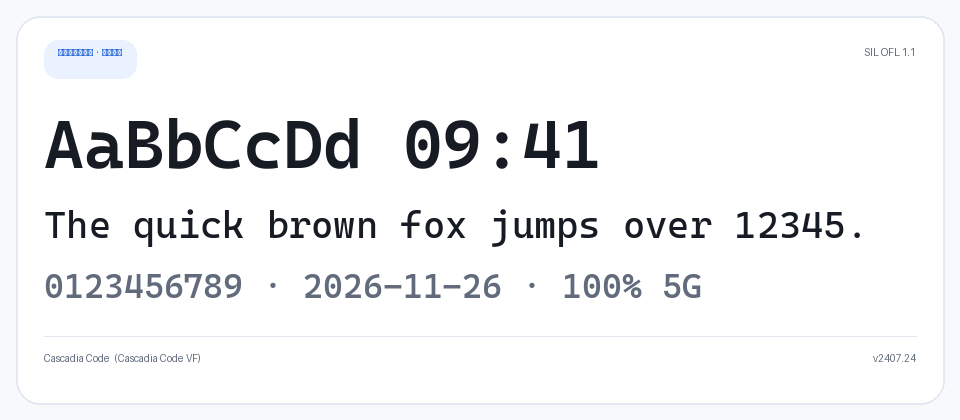 SIL OFL 1.1
AaBbCcDd 09:41
The quick brown fox jumps over 12345.
0123456789 · 2026−11−26 · 100% 5G
Cascadia Code (Cascadia Code VF)
v2407.24